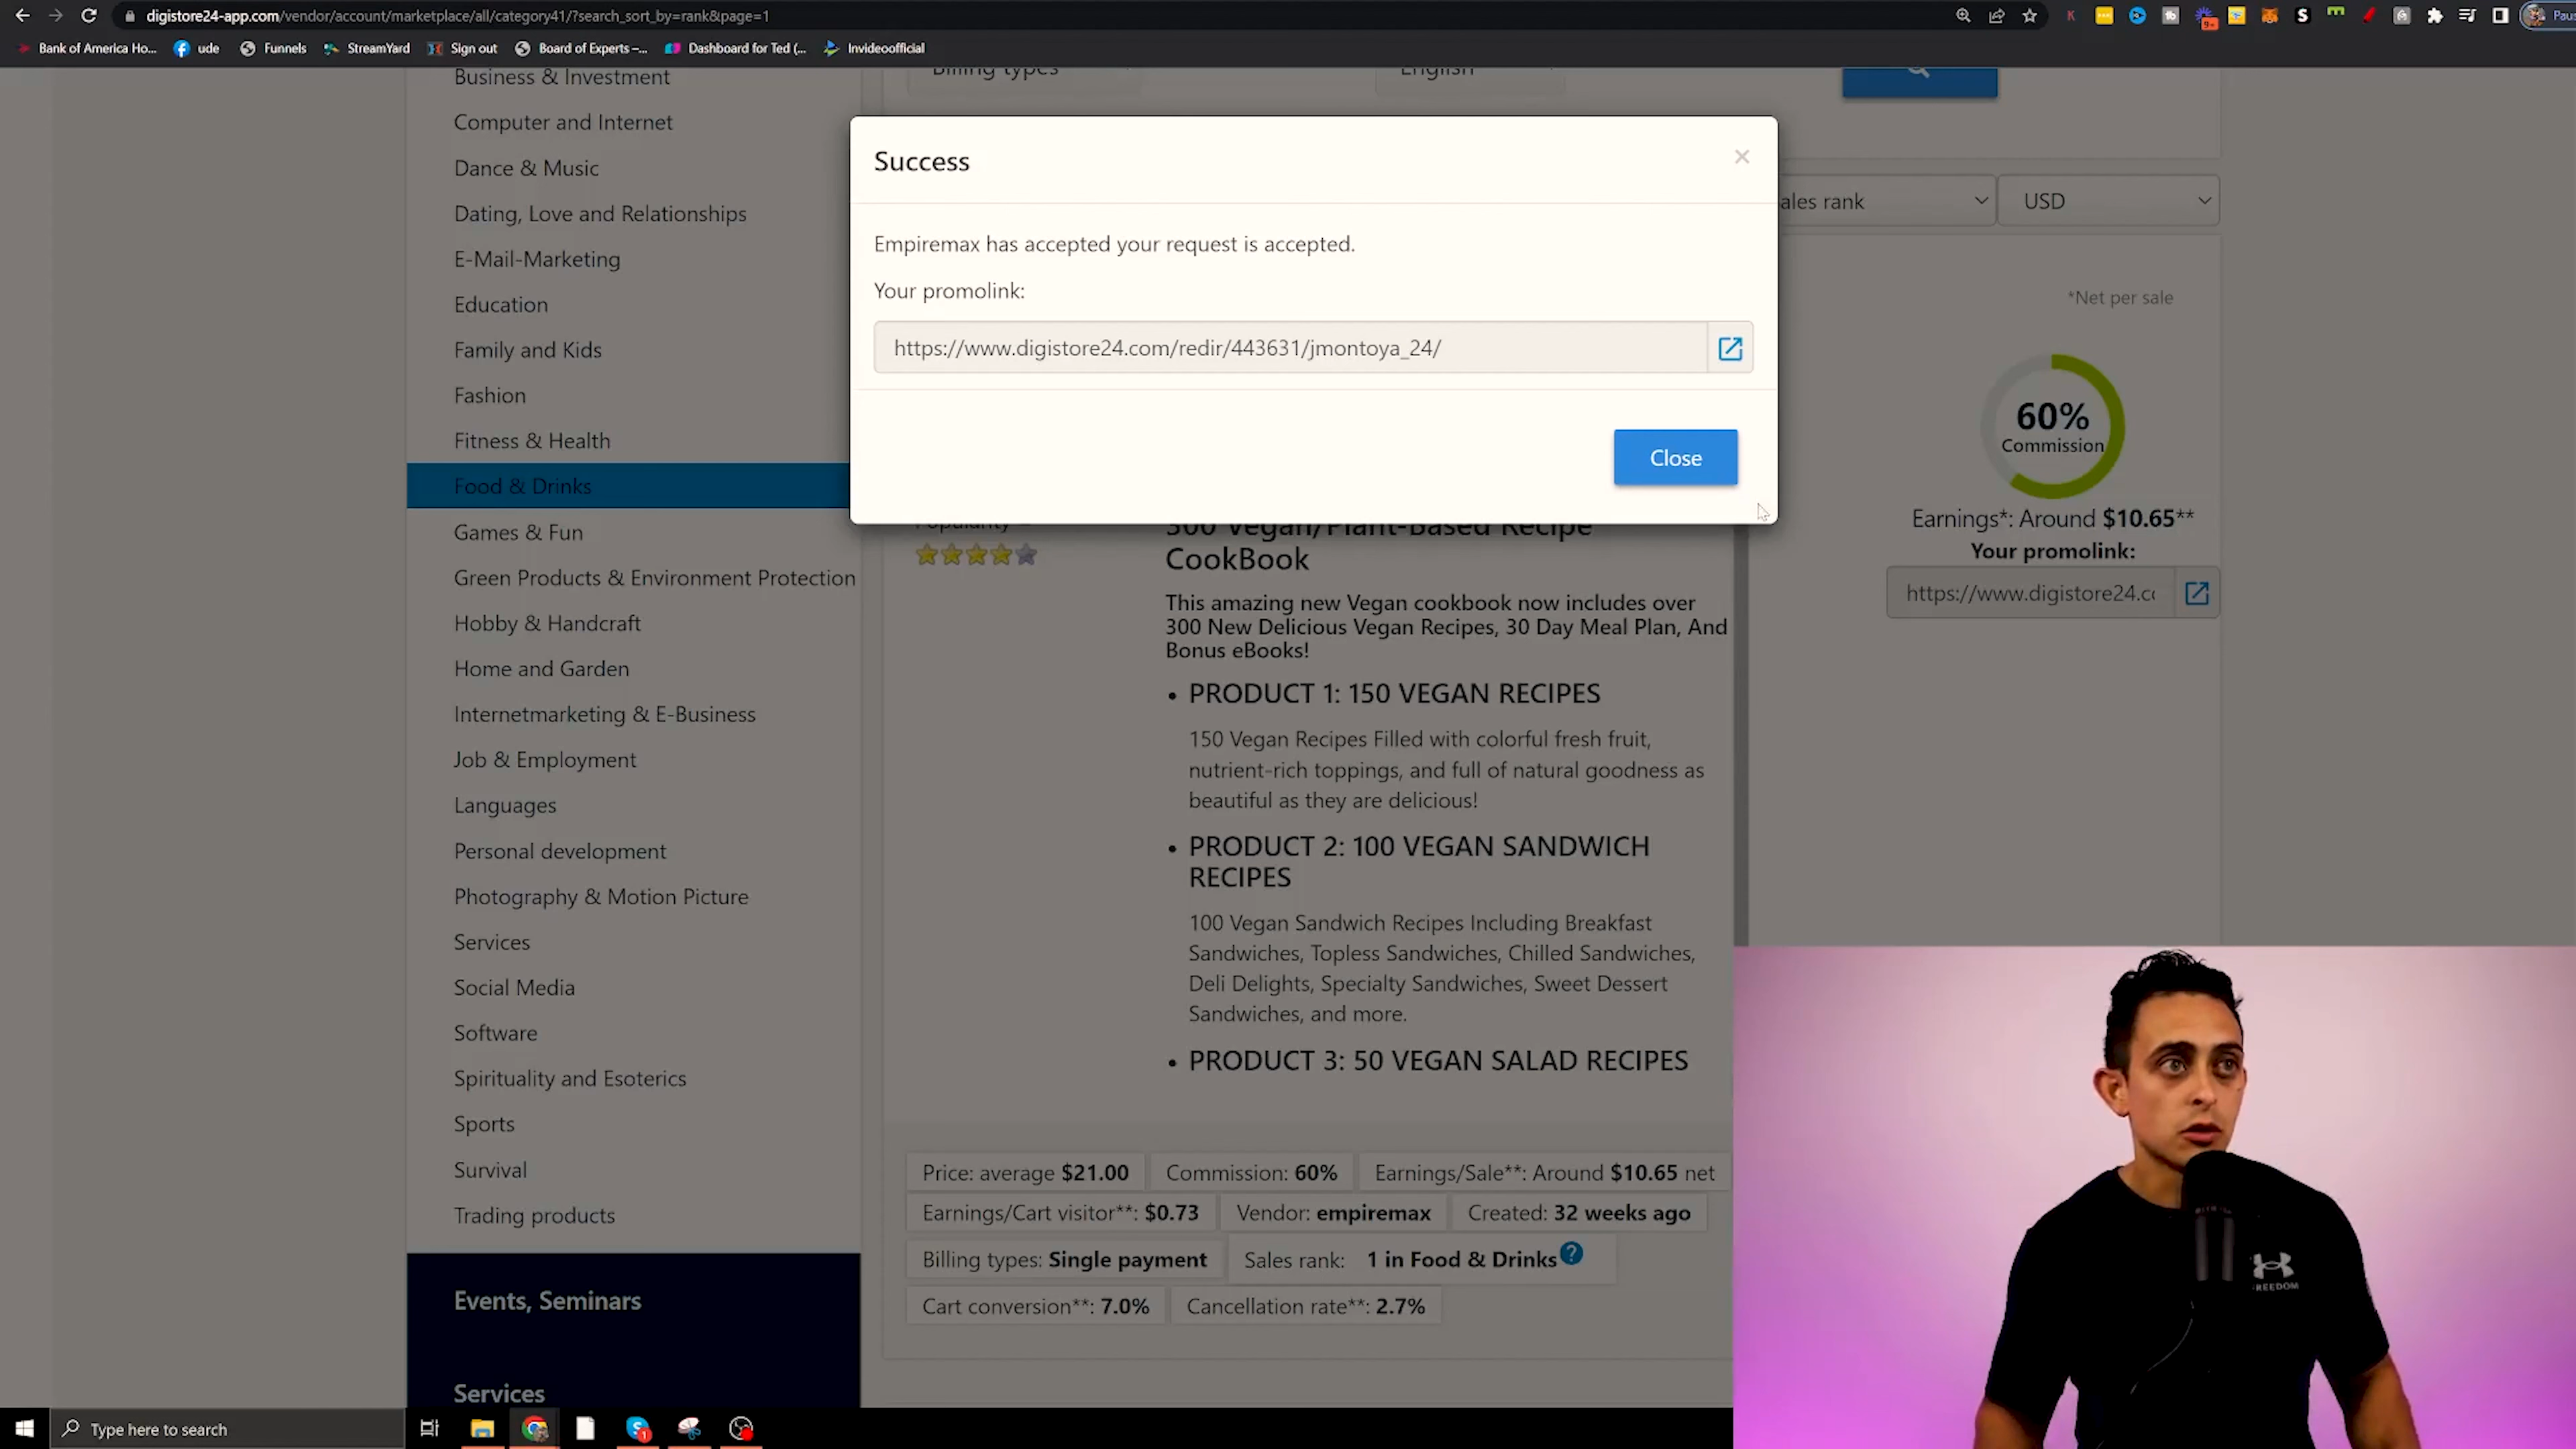 digistore24-app.com/vendor/account/marketplace/all/category41/?search_sort_by=rank&page=1
Bank of America Ho...
ude
Funnels
StreamYard
Sign out
Board of Experts –...
Dashboard for Ted (...
Invideoofficial
Business & Investment
Computer and Internet
Dance & Music
Dating, Love and Relationships
E-Mail-Marketing
Education
Family and Kids
Fashion
Fitness & Health
Food & Drinks
Games & Fun
Green Products & Environment Protection
Hobby & Handcraft
Home and Garden
Internetmarketing & E-Business
Job & Employment
Languages
Personal development
Photography & Motion Picture
Services
Social Media
Software
Spirituality and Esoterics
Sports
Survival
Trading products
Events, Seminars
Services
Billing types
English
Success
×
Empiremax has accepted your request is accepted.
Your promolink:
https://www.digistore24.com/redir/443631/jmontoya_24/
Close
ales rank
USD
*Net per sale
60%
Commission
Earnings*: Around $10.65**
Your promolink:
https://www.digistore24.c
Popularity
300 Vegan/Plant-Based Recipe
CookBook
This amazing new Vegan cookbook now includes over
300 New Delicious Vegan Recipes, 30 Day Meal Plan, And
Bonus eBooks!
• PRODUCT 1: 150 VEGAN RECIPES
150 Vegan Recipes Filled with colorful fresh fruit,
nutrient-rich toppings, and full of natural goodness as
beautiful as they are delicious!
• PRODUCT 2: 100 VEGAN SANDWICH
RECIPES
100 Vegan Sandwich Recipes Including Breakfast
Sandwiches, Topless Sandwiches, Chilled Sandwiches,
Deli Delights, Specialty Sandwiches, Sweet Dessert
Sandwiches, and more.
• PRODUCT 3: 50 VEGAN SALAD RECIPES
Price: average $21.00
Commission: 60%
Earnings/Sale**: Around $10.65 net
Earnings/Cart visitor**: $0.73
Vendor: empiremax
Created: 32 weeks ago
Billing types: Single payment
Sales rank: 1 in Food & Drinks ?
Cart conversion**: 7.0%
Cancellation rate**: 2.7%
Type here to search